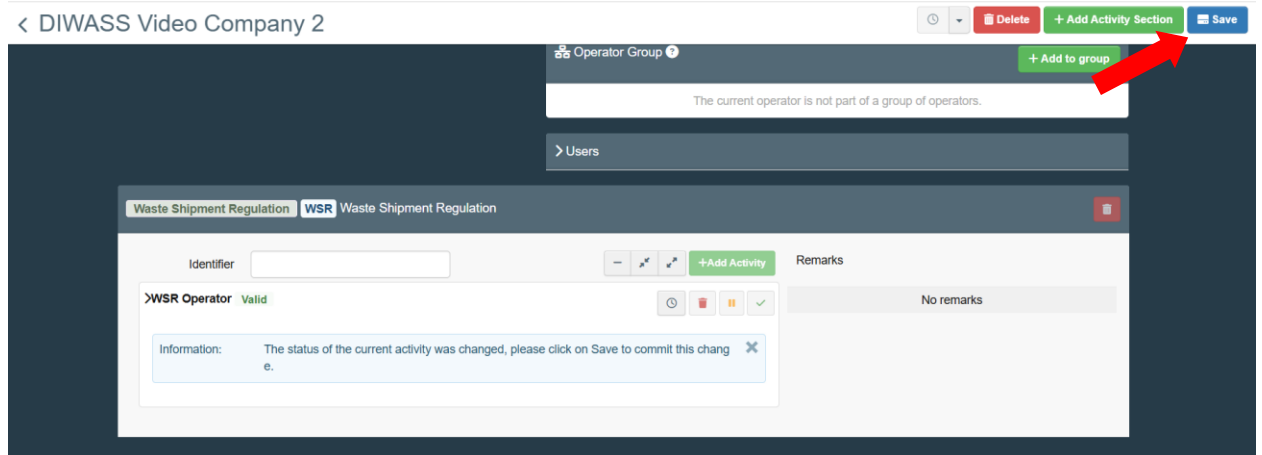 DIWASS Video Company 2
Delete
+ Add Activity Section
Save
Operator Group ?
+ Add to group
The current operator is not part of a group of operators.
Users
Waste Shipment Regulation WSR Waste Shipment Regulation
Identifier
+Add Activity
Remarks
WSR Operator Valid
No remarks
Information: The status of the current activity was changed, please click on Save to commit this chang
e.